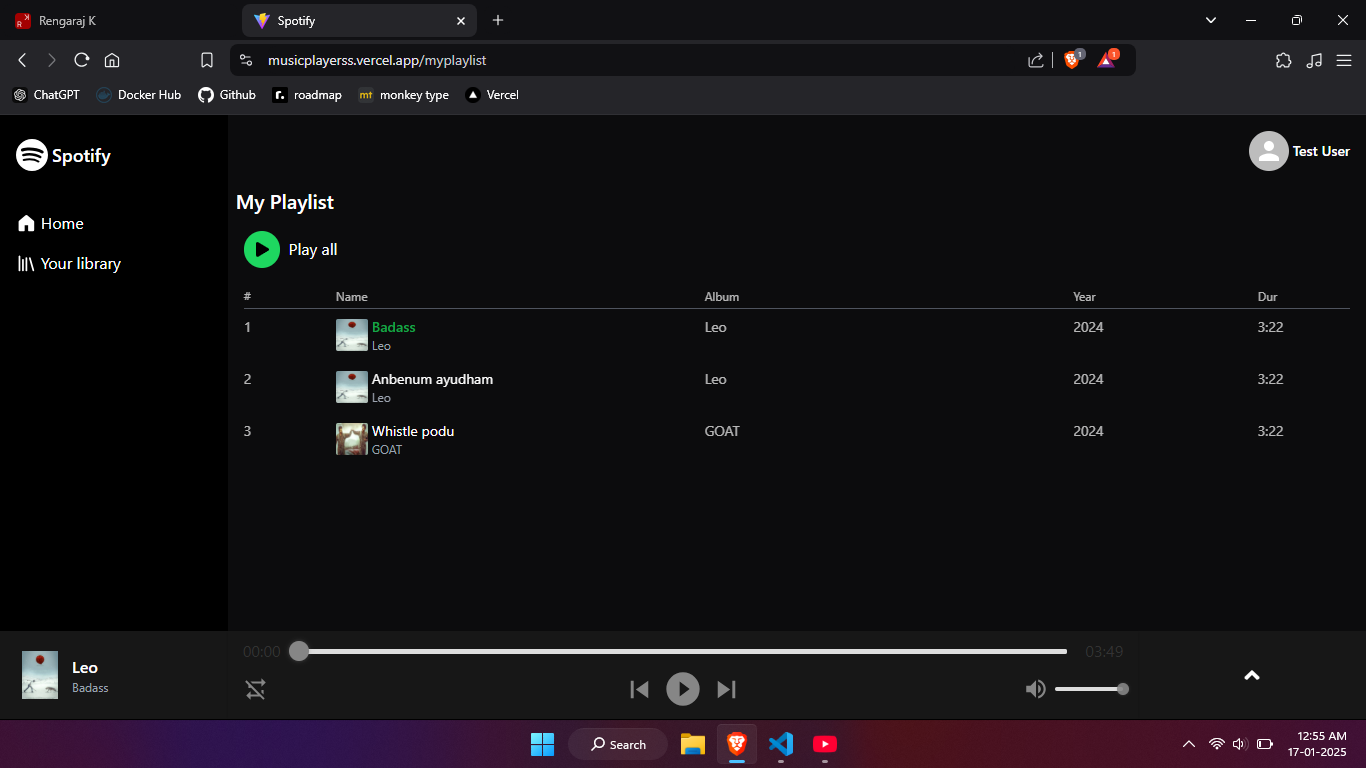 Rengaraj K
Spotify
musicplayerss.vercel.app/myplaylist
1
1
ChatGPT
Docker Hub
Github
r.
roadmap
mt
monkey type
Vercel
Spotify
Test User
Home
Your library
My Playlist
Play all
# Name Album Year Dur
1 Badass Leo 2024 3:22
Leo
2 Anbenum ayudham Leo 2024 3:22
Leo
3 Whistle podu GOAT 2024 3:22
GOAT
00:00 03:49
Leo
Badass
Search
12:55 AM
17-01-2025